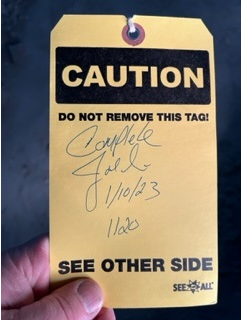 CAUTION
DO NOT REMOVE THIS TAG!
Complete
1/10/23
1120
SEE OTHER SIDE
SEE ALL®